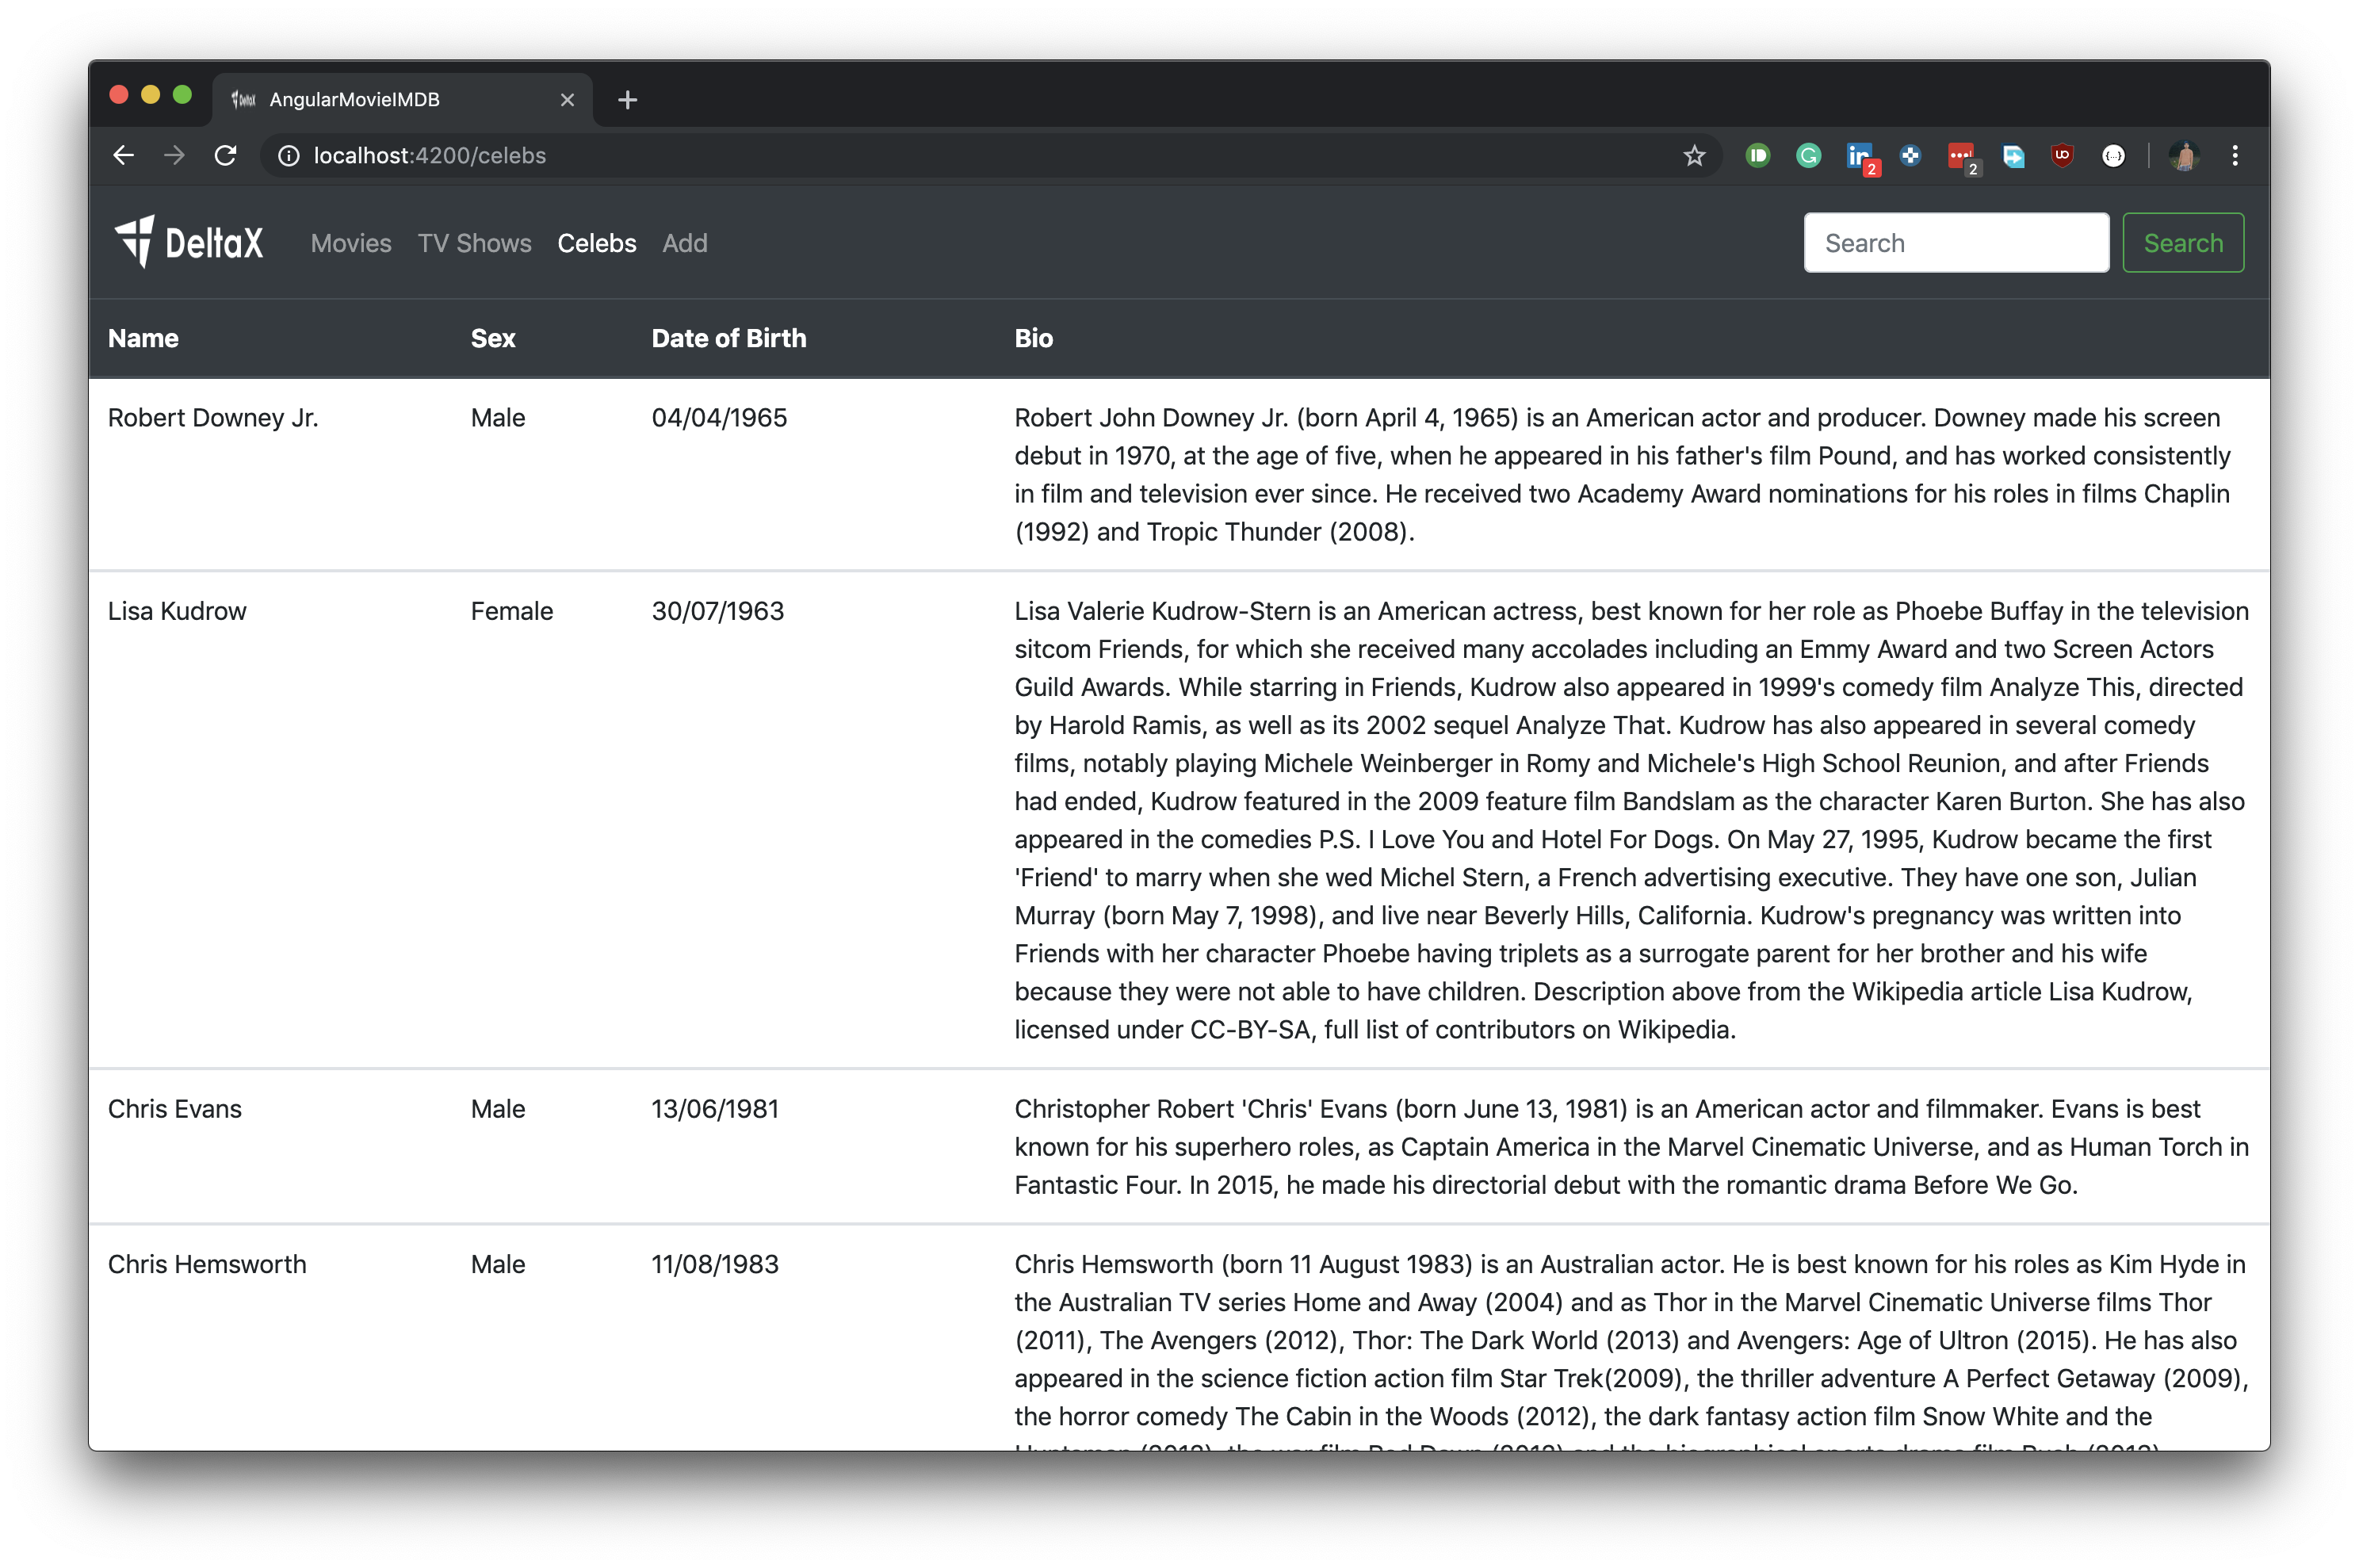 DeltaX AngularMovieIMDB
localhost:4200/celebs
2
2
DeltaX Movies TV Shows Celebs Add Search Search
Name Sex Date of Birth Bio
Robert Downey Jr. Male 04/04/1965 Robert John Downey Jr. (born April 4, 1965) is an American actor and producer. Downey made his screen
debut in 1970, at the age of five, when he appeared in his father's film Pound, and has worked consistently
in film and television ever since. He received two Academy Award nominations for his roles in films Chaplin
(1992) and Tropic Thunder (2008).
Lisa Kudrow Female 30/07/1963 Lisa Valerie Kudrow-Stern is an American actress, best known for her role as Phoebe Buffay in the television
sitcom Friends, for which she received many accolades including an Emmy Award and two Screen Actors
Guild Awards. While starring in Friends, Kudrow also appeared in 1999's comedy film Analyze This, directed
by Harold Ramis, as well as its 2002 sequel Analyze That. Kudrow has also appeared in several comedy
films, notably playing Michele Weinberger in Romy and Michele's High School Reunion, and after Friends
had ended, Kudrow featured in the 2009 feature film Bandslam as the character Karen Burton. She has also
appeared in the comedies P.S. I Love You and Hotel For Dogs. On May 27, 1995, Kudrow became the first
'Friend' to marry when she wed Michel Stern, a French advertising executive. They have one son, Julian
Murray (born May 7, 1998), and live near Beverly Hills, California. Kudrow's pregnancy was written into
Friends with her character Phoebe having triplets as a surrogate parent for her brother and his wife
because they were not able to have children. Description above from the Wikipedia article Lisa Kudrow,
licensed under CC-BY-SA, full list of contributors on Wikipedia.
Chris Evans Male 13/06/1981 Christopher Robert 'Chris' Evans (born June 13, 1981) is an American actor and filmmaker. Evans is best
known for his superhero roles, as Captain America in the Marvel Cinematic Universe, and as Human Torch in
Fantastic Four. In 2015, he made his directorial debut with the romantic drama Before We Go.
Chris Hemsworth Male 11/08/1983 Chris Hemsworth (born 11 August 1983) is an Australian actor. He is best known for his roles as Kim Hyde in
the Australian TV series Home and Away (2004) and as Thor in the Marvel Cinematic Universe films Thor
(2011), The Avengers (2012), Thor: The Dark World (2013) and Avengers: Age of Ultron (2015). He has also
appeared in the science fiction action film Star Trek(2009), the thriller adventure A Perfect Getaway (2009),
the horror comedy The Cabin in the Woods (2012), the dark fantasy action film Snow White and the